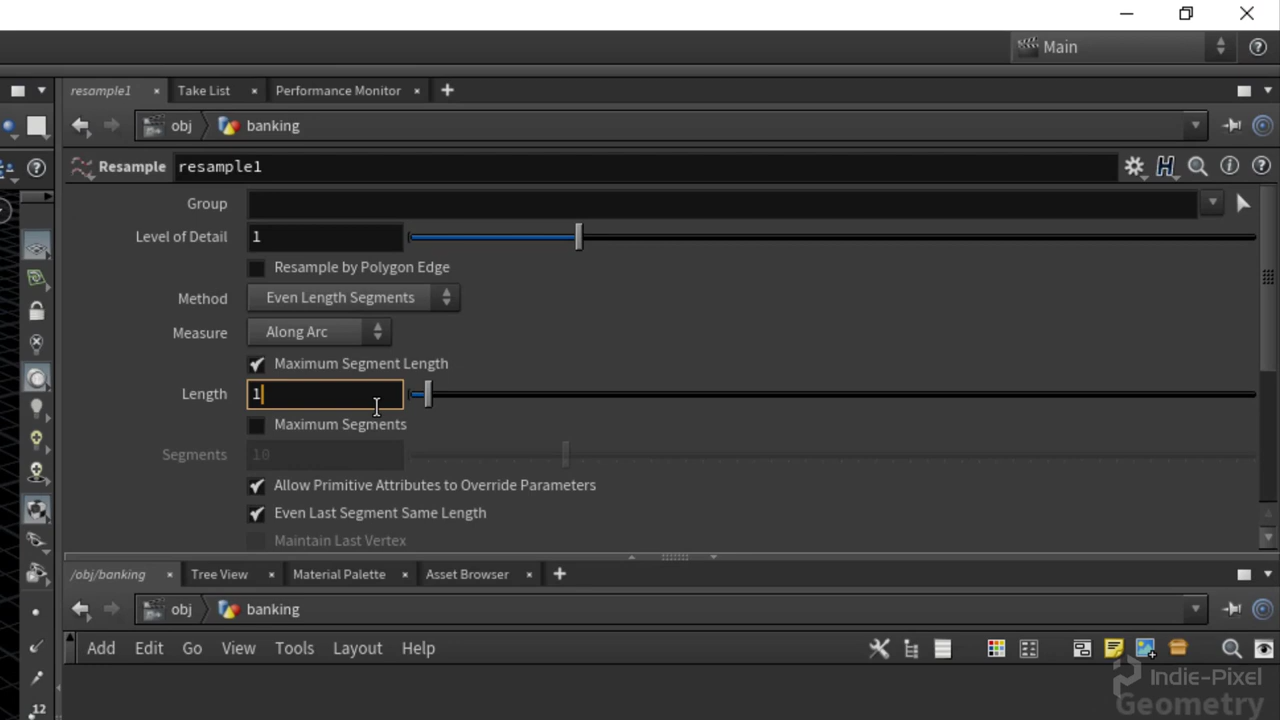 Main
resample1 Take List Performance Monitor
obj banking
Resample resample1
Group
Level of Detail 1
Resample by Polygon Edge
Method Even Length Segments
Measure Along Arc
Maximum Segment Length
Length 1
Maximum Segments
Segments 10
Allow Primitive Attributes to Override Parameters
Even Last Segment Same Length
Maintain Last Vertex
/obj/banking Tree View Material Palette Asset Browser
obj banking
Add Edit Go View Tools Layout Help
Indie-Pixel
Geometry
12